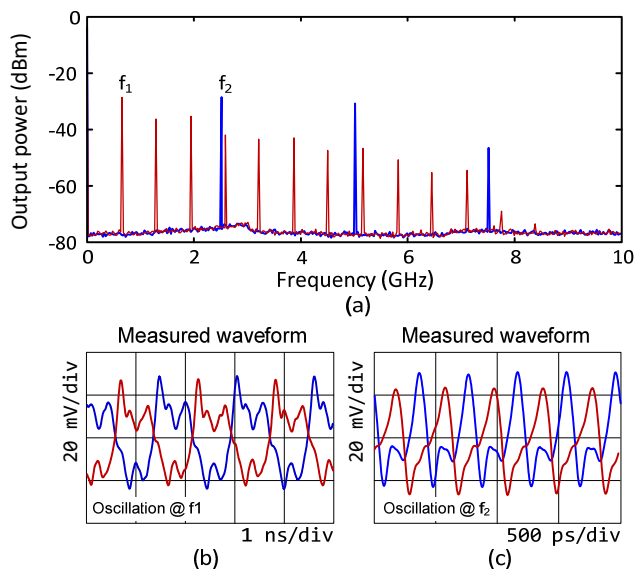 0
-20
-40
-60
-80
Output power (dBm)
f1
f2
0 2 4 6 8 10
Frequency (GHz)
(a)
Measured waveform
20 mV/div
Oscillation @ f1
1 ns/div
(b)
Measured waveform
20 mV/div
Oscillation @ f2
500 ps/div
(c)